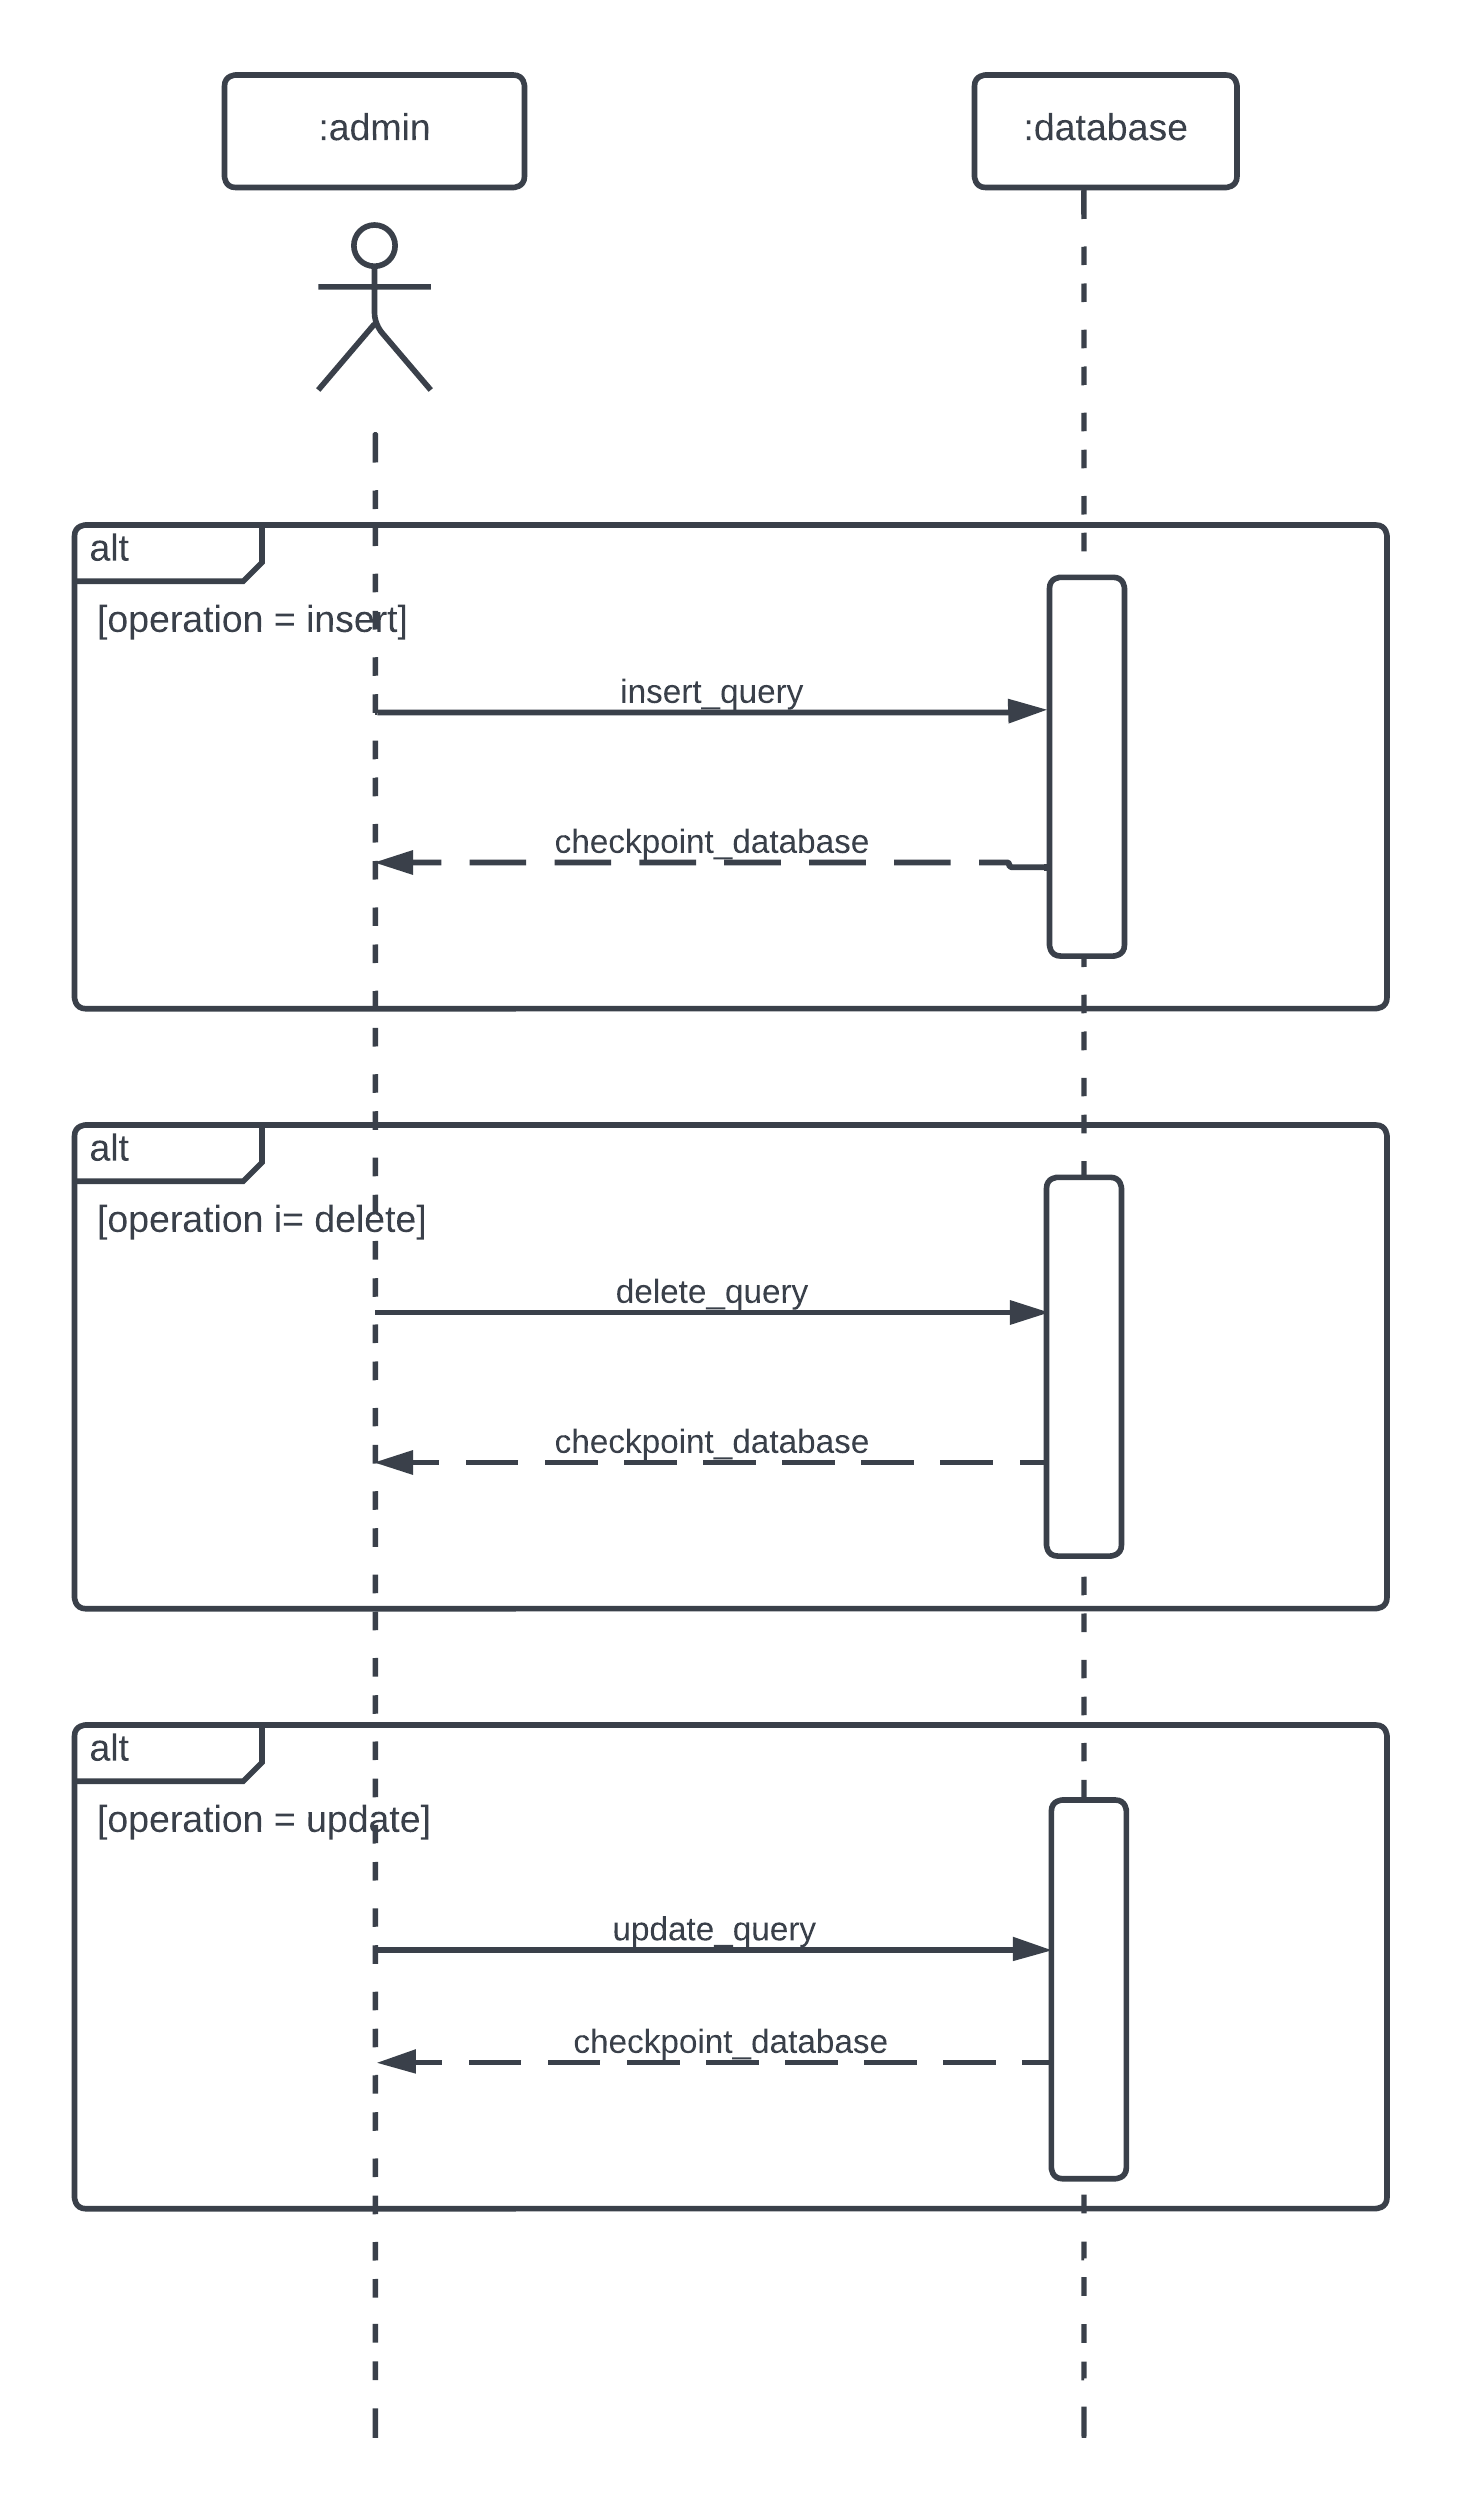 :admin
:database
alt
[operation = insert]
insert_query
checkpoint_database
alt
[operation i= delete]
delete_query
checkpoint_database
alt
[operation = update]
update_query
checkpoint_database